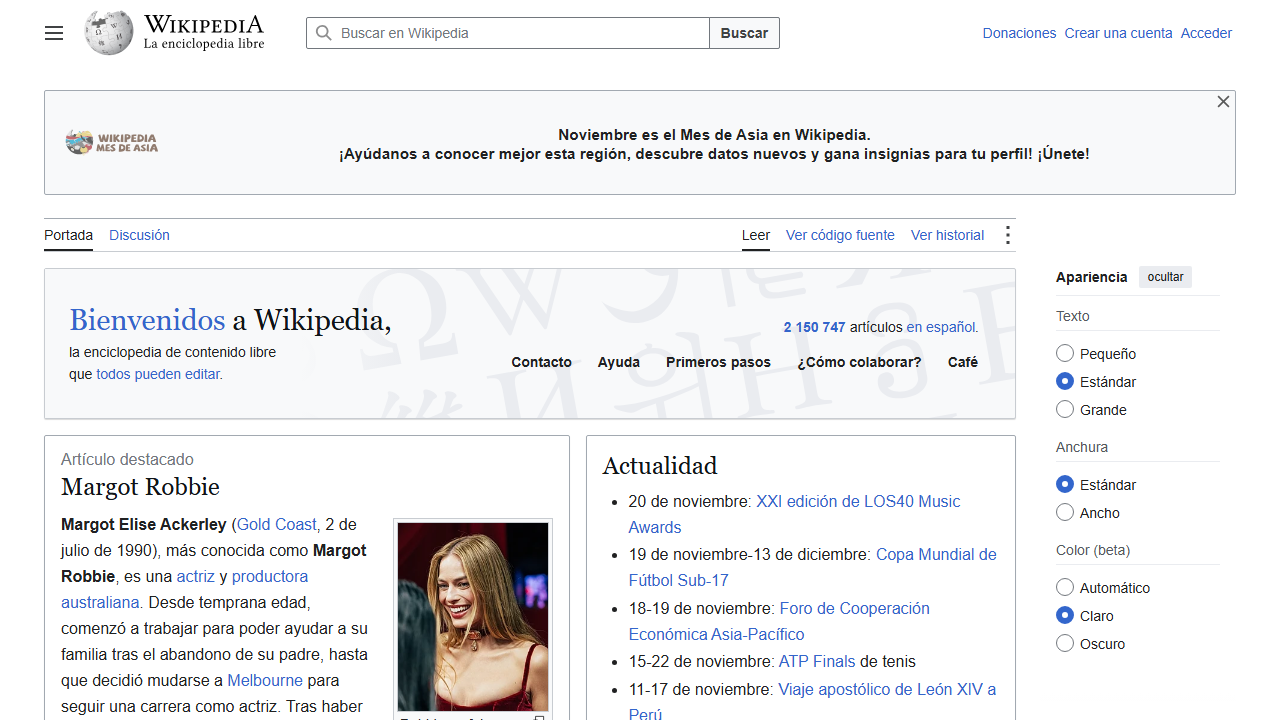 WIKIPEDIA
La enciclopedia libre
Buscar en Wikipedia
Buscar
Donaciones Crear una cuenta Acceder
WIKIPEDIA
MES DE ASIA
Noviembre es el Mes de Asia en Wikipedia.
¡Ayúdanos a conocer mejor esta región, descubre datos nuevos y gana insignias para tu perfil! ¡Únete!
Portada Discusión
Leer Ver código fuente Ver historial
Bienvenidos a Wikipedia,
la enciclopedia de contenido libre
que todos pueden editar.
2 150 747 artículos en español.
Contacto Ayuda Primeros pasos ¿Cómo colaborar? Café
Artículo destacado
Margot Robbie
Margot Elise Ackerley (Gold Coast, 2 de
julio de 1990), más conocida como Margot
Robbie, es una actriz y productora
australiana. Desde temprana edad,
comenzó a trabajar para poder ayudar a su
familia tras el abandono de su padre, hasta
que decidió mudarse a Melbourne para
seguir una carrera como actriz. Tras haber
Actualidad
20 de noviembre: XXI edición de LOS40 Music
Awards
19 de noviembre-13 de diciembre: Copa Mundial de
Fútbol Sub-17
18-19 de noviembre: Foro de Cooperación
Económica Asia-Pacífico
15-22 de noviembre: ATP Finals de tenis
11-17 de noviembre: Viaje apostólico de León XIV a
Perú
Apariencia ocultar
Texto
Pequeño
Estándar
Grande
Anchura
Estándar
Ancho
Color (beta)
Automático
Claro
Oscuro